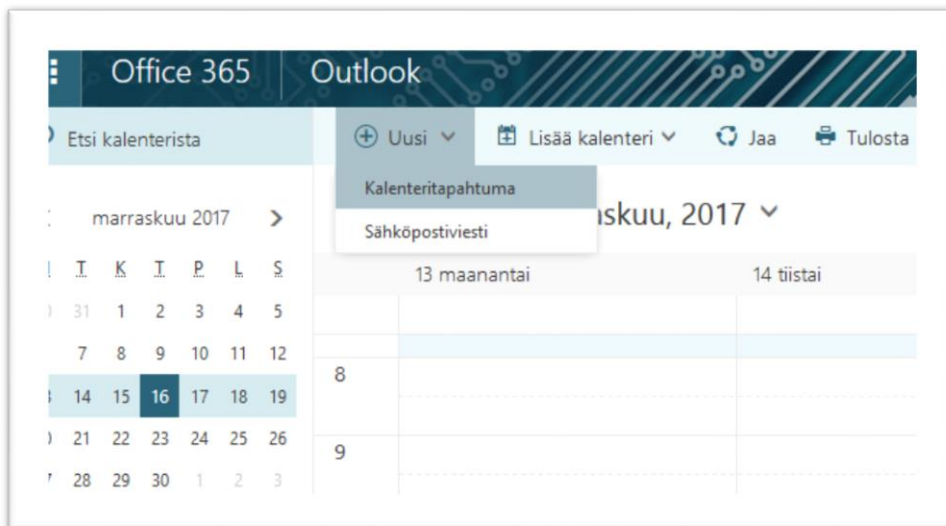 Office 365 Outlook
Etsi kalenterista
Uusi Lisää kalenteri Jaa Tulosta
Kalenteritapahtuma
Sähköpostiviesti
skuu, 2017
marraskuu 2017
T K T P L S
31 1 2 3 4 5
7 8 9 10 11 12
14 15 16 17 18 19
21 22 23 24 25 26
28 29 30 1 2 3
13 maanantai 14 tiistai
8
9